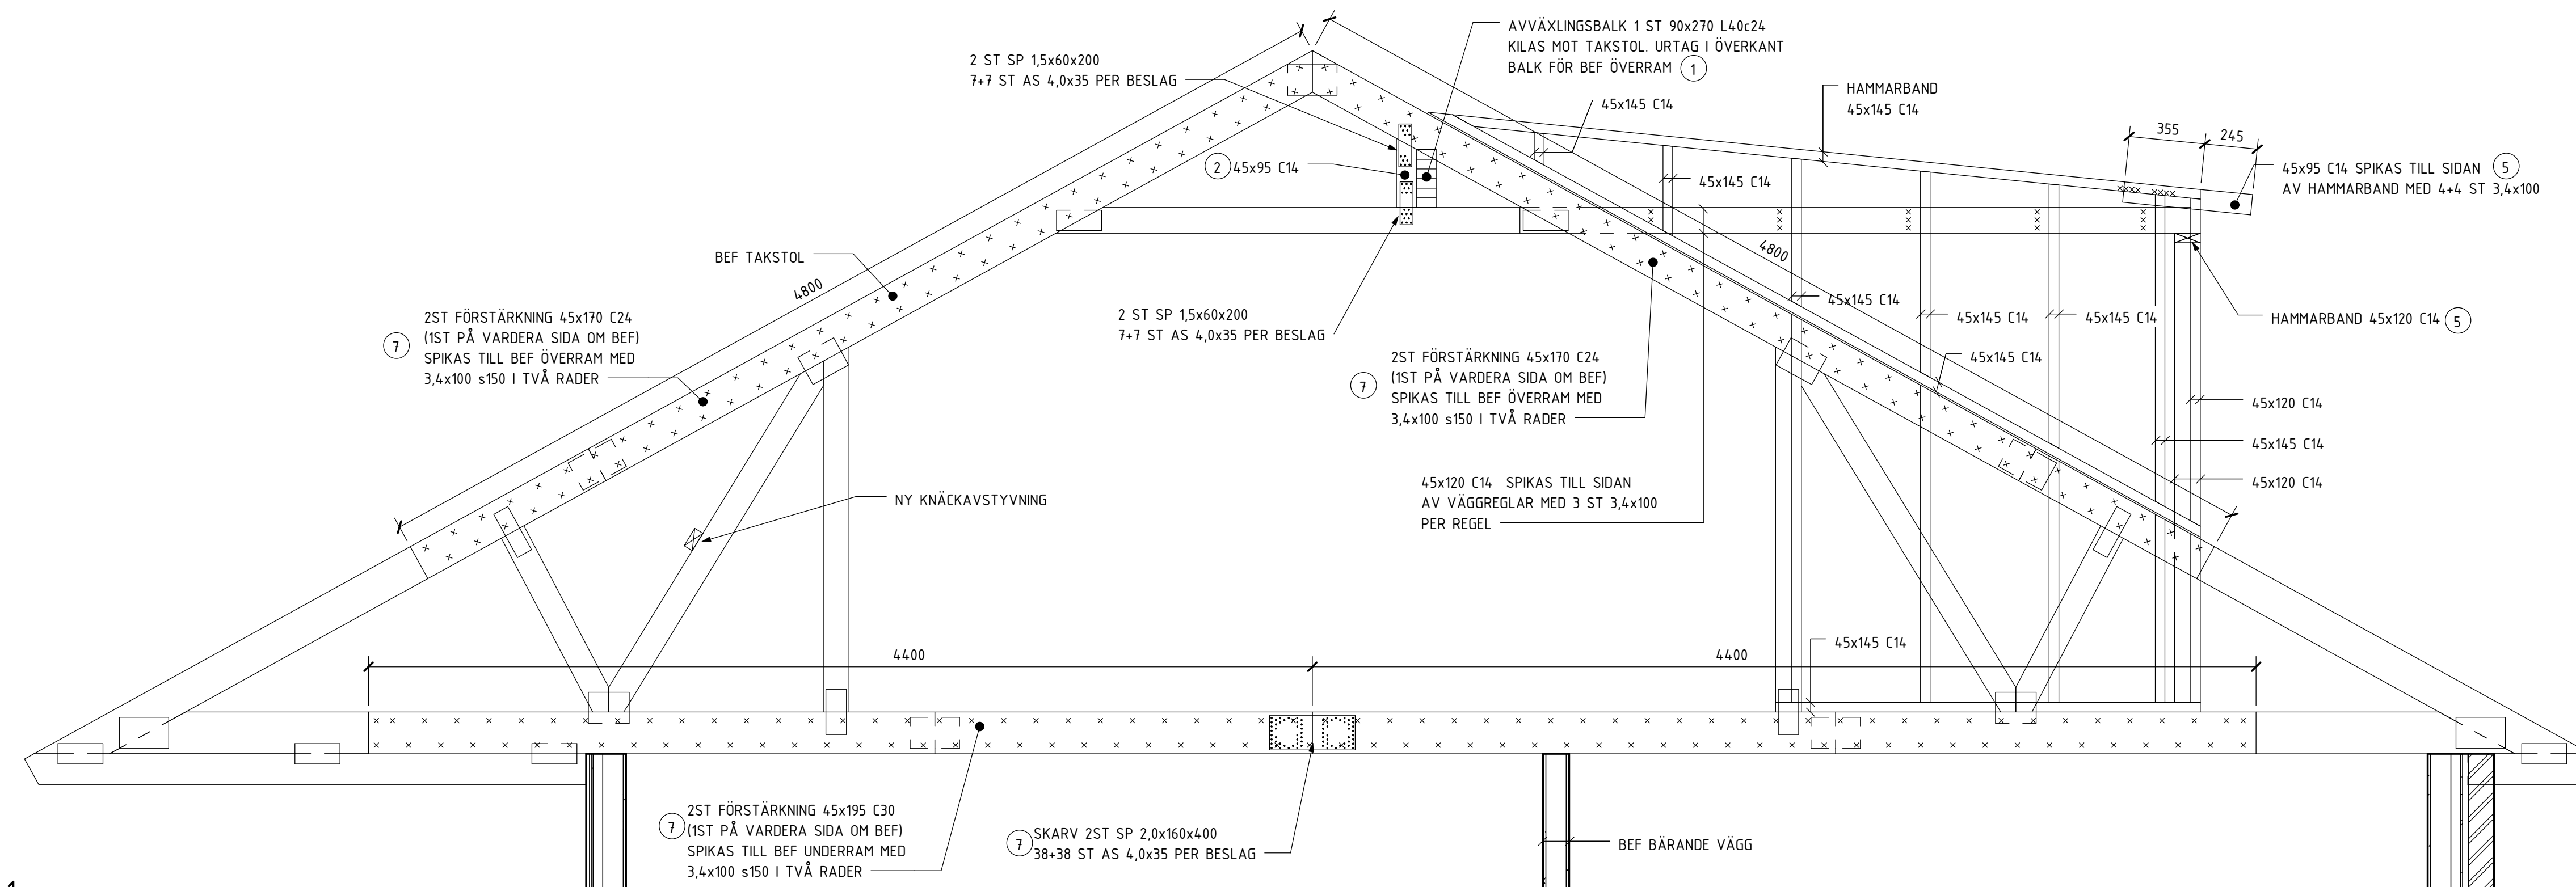 AVVÄXLINGSBALK 1 ST 90x270 L40c24
KILAS MOT TAKSTOL. URTAG I ÖVERKANT
BALK FÖR BEF ÖVERRAM 1
2 ST SP 1,5x60x200
7+7 ST AS 4,0x35 PER BESLAG
HAMMARBAND
45x145 C14
45x145 C14
355
245
2 45x95 C14
45x145 C14
45x95 C14 SPIKAS TILL SIDAN 5
AV HAMMARBAND MED 4+4 ST 3,4x100
BEF TAKSTOL
4800
4800
2ST FÖRSTÄRKNING 45x170 C24
(1ST PÅ VARDERA SIDA OM BEF)
SPIKAS TILL BEF ÖVERRAM MED
3,4x100 s150 I TVÅ RADER
7
2 ST SP 1,5x60x200
7+7 ST AS 4,0x35 PER BESLAG
45x145 C14
45x145 C14
45x145 C14
HAMMARBAND 45x120 C14 5
2ST FÖRSTÄRKNING 45x170 C24
(1ST PÅ VARDERA SIDA OM BEF)
SPIKAS TILL BEF ÖVERRAM MED
3,4x100 s150 I TVÅ RADER
7
45x145 C14
45x120 C14
45x145 C14
45x120 C14
NY KNÄCKAVSTYVNING
45x120 C14 SPIKAS TILL SIDAN
AV VÄGGREGLAR MED 3 ST 3,4x100
PER REGEL
4400
4400
45x145 C14
2ST FÖRSTÄRKNING 45x195 C30
(1ST PÅ VARDERA SIDA OM BEF)
SPIKAS TILL BEF UNDERRAM MED
3,4x100 s150 I TVÅ RADER
7
7 SKARV 2ST SP 2,0x160x400
38+38 ST AS 4,0x35 PER BESLAG
BEF BÄRANDE VÄGG